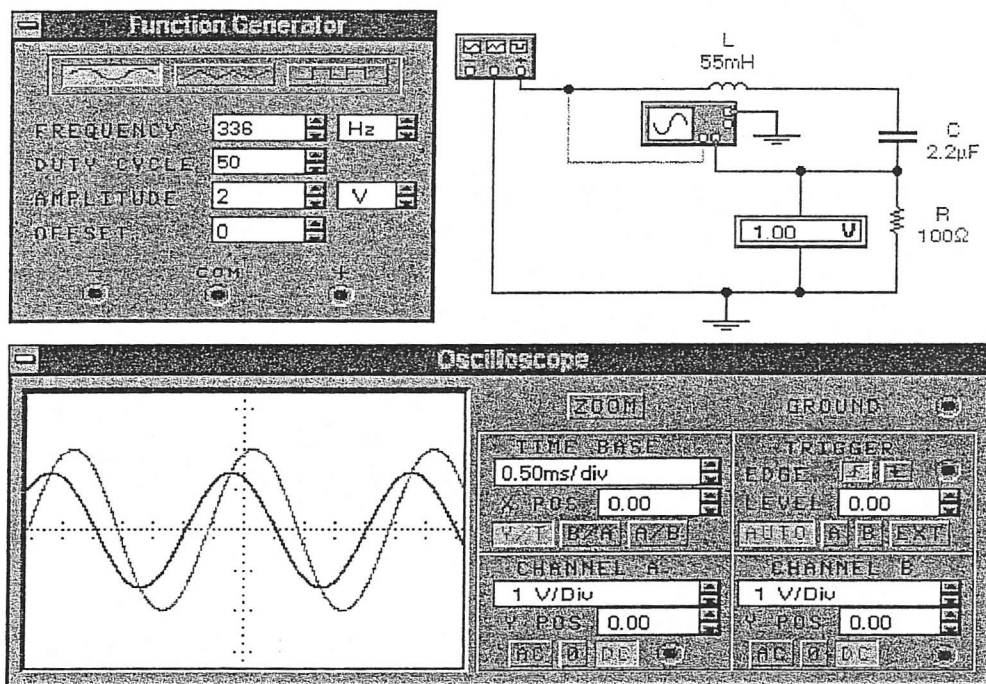 Function Generator
FREQUENCY 336 Hz
DUTY CYCLE 50
AMPLITUDE 2 V
OFFSET 0
− COM +
− +
L
55mH
C
2.2µF
1.00 V
R
100Ω
Oscilloscope
ZOOM GROUND
TIME BASE
0.50ms/div
X POS 0.00
Y/T B/A A/B
TRIGGER
EDGE
LEVEL 0.00
AUTO A B EXT
CHANNEL A
1 V/Div
Y POS 0.00
AC 0 DC
CHANNEL B
1 V/Div
Y POS 0.00
AC 0 DC